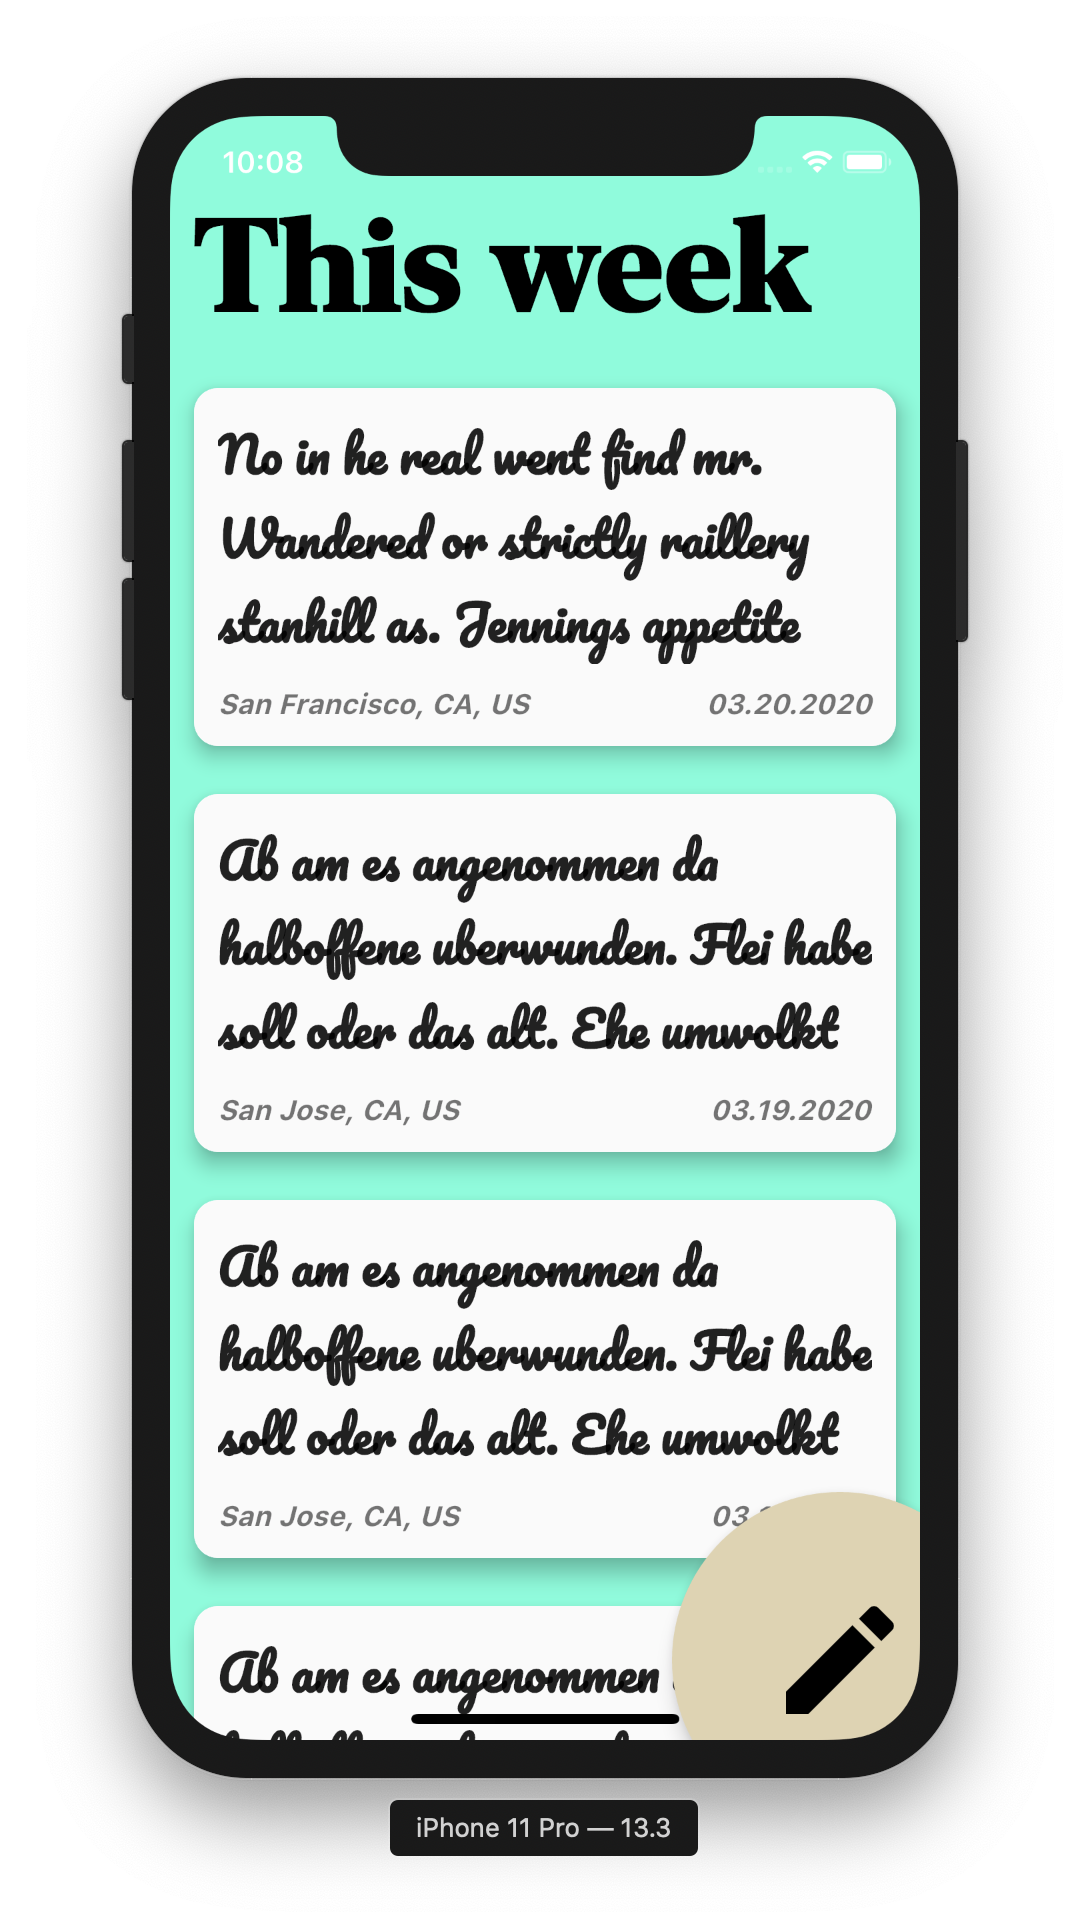 10:08
This week
No in he real went find mr.
Wandered or strictly raillery
stanhill as. Jennings appetite
San Francisco, CA, US 03.20.2020
Ab am es angenommen da
halboffene uberwunden. Flei habe
soll oder das alt. Ehe umwolkt
San Jose, CA, US 03.19.2020
Ab am es angenommen da
halboffene uberwunden. Flei habe
soll oder das alt. Ehe umwolkt
San Jose, CA, US 03.
Ab am es angenommen
iPhone 11 Pro — 13.3